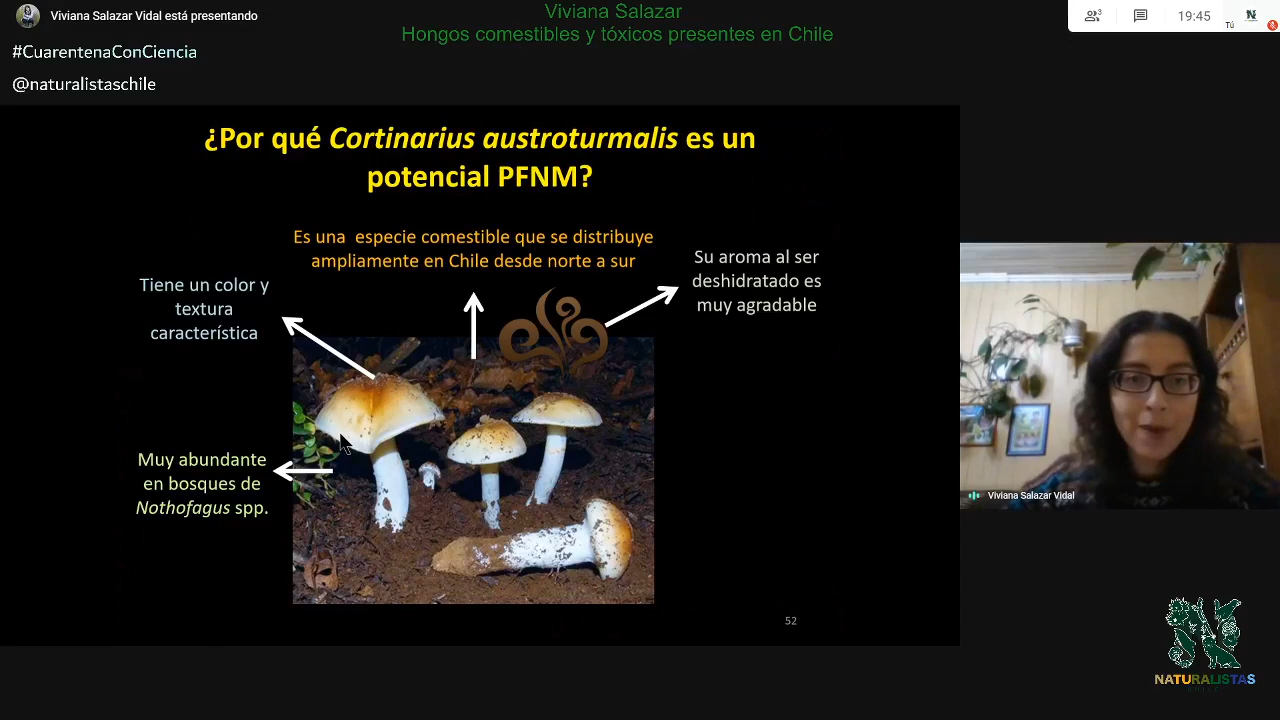 Viviana Salazar Vidal está presentando
Viviana Salazar
Hongos comestibles y tóxicos presentes en Chile
3
19:45
Tú
#CuarentenaConCiencia
@naturalistaschile
¿Por qué Cortinarius austroturmalis es un
potencial PFNM?
Es una especie comestible que se distribuye
ampliamente en Chile desde norte a sur
Su aroma al ser
deshidratado es
muy agradable
Tiene un color y
textura
característica
Muy abundante
en bosques de
Nothofagus spp.
52
Viviana Salazar Vidal
NATURALISTAS
CHILE